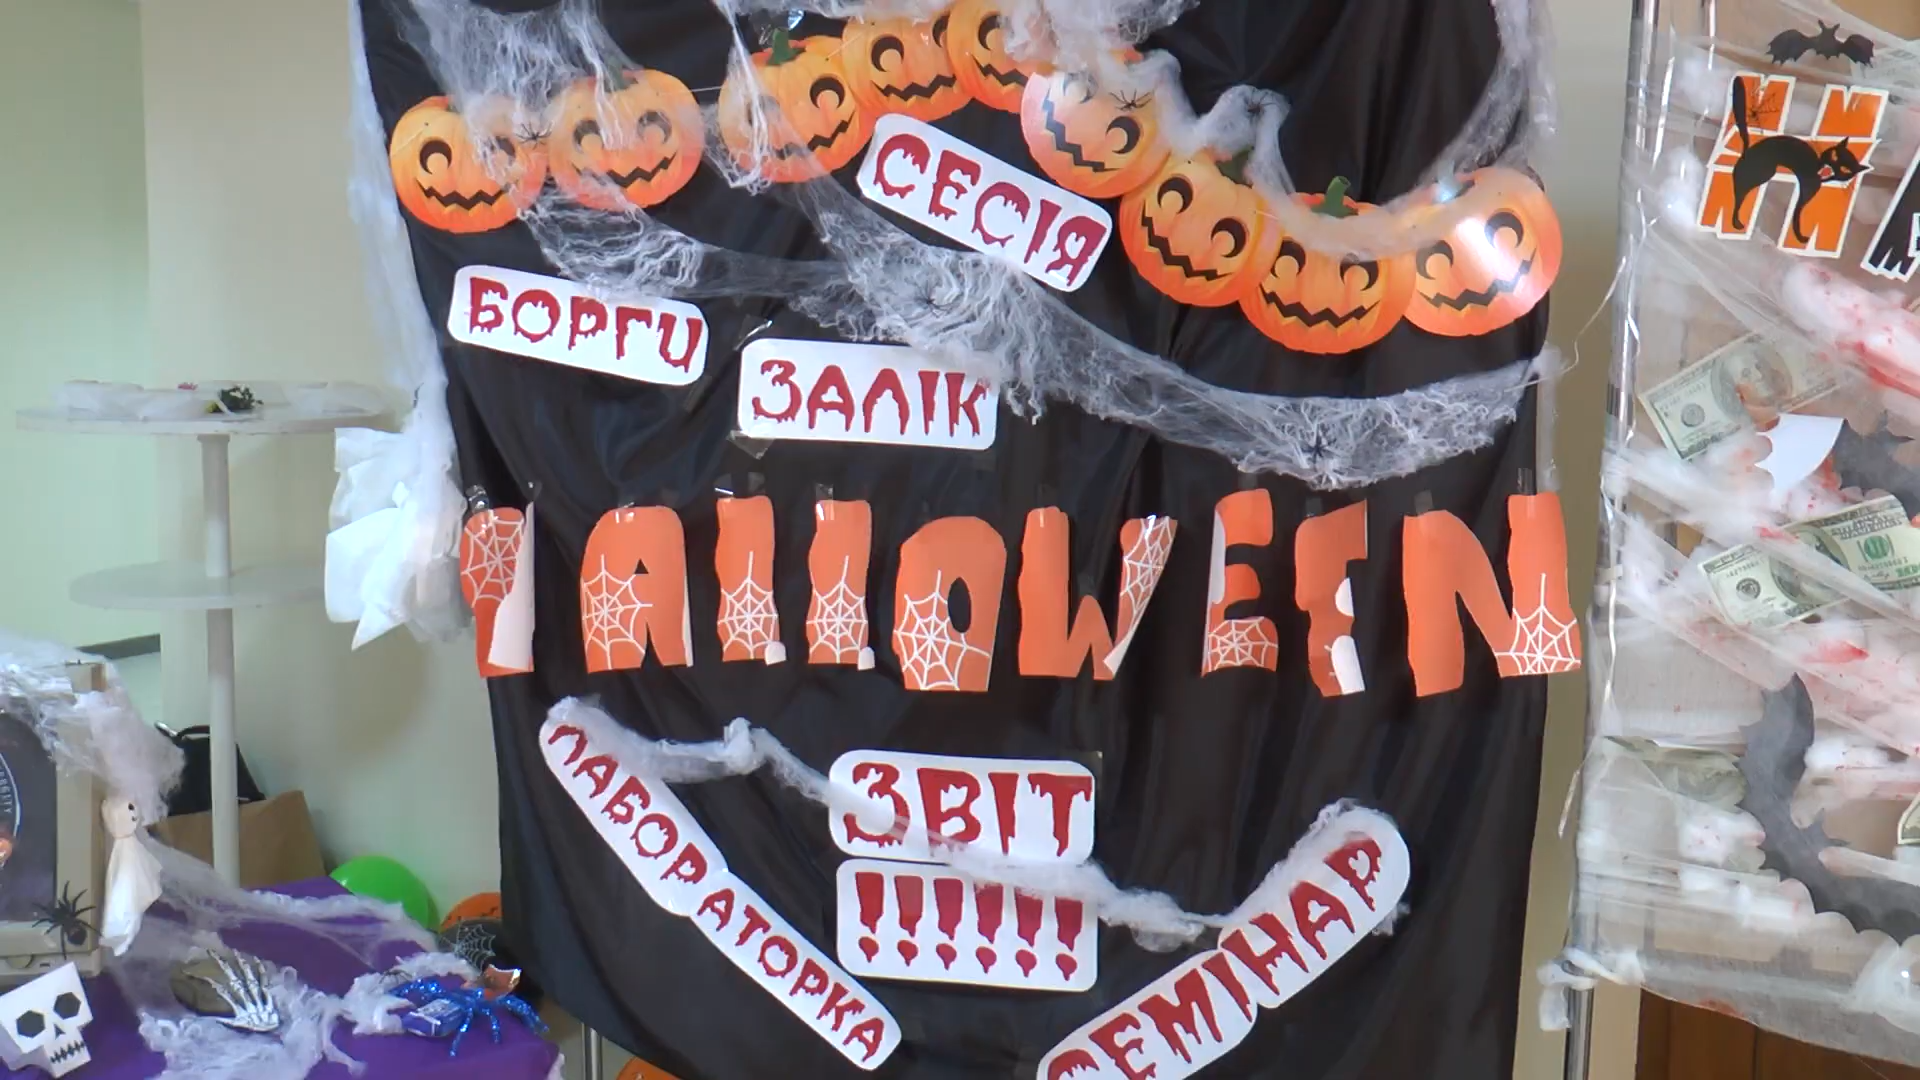 СЕСІЯ
БОРГИ
ЗАЛІК
HALLOWEEN
ЛАБОРАТОРКА
ЗВІТ
!!!!!!
СЕМІНАР
H